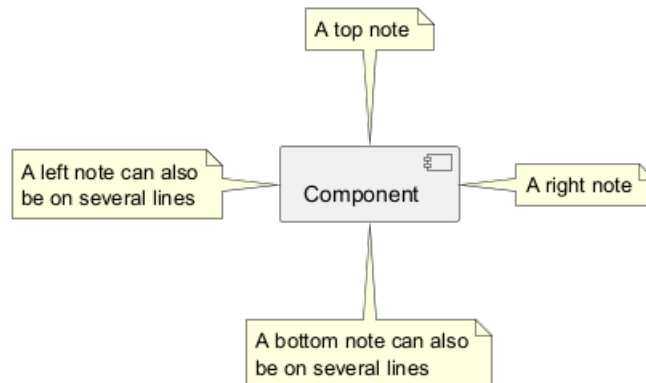 A top note
A left note can also
be on several lines
Component
A right note
A bottom note can also
be on several lines